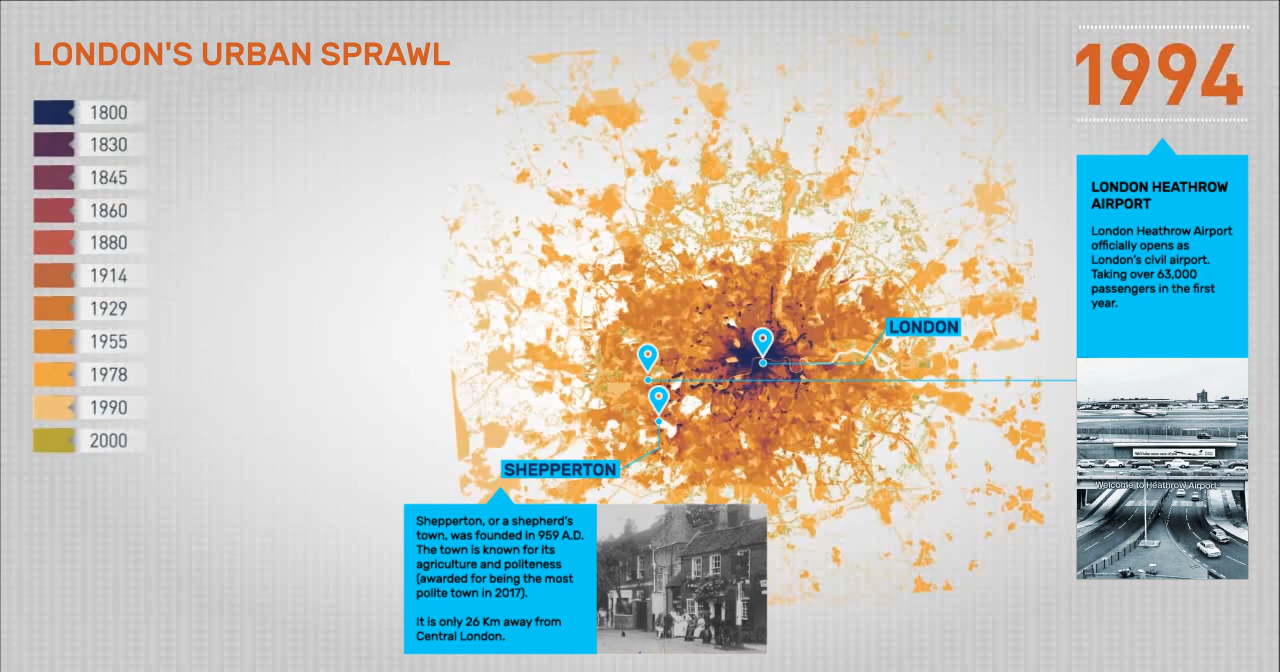 LONDON'S URBAN SPRAWL
1800
1830
1845
1860
1880
1914
1929
1955
1978
1990
2000
1994
LONDON HEATHROW
AIRPORT
London Heathrow Airport
officially opens as
London's civil airport.
Taking over 63,000
passengers in the first
year.
LONDON
SHEPPERTON
Shepperton, or a shepherd's
town, was founded in 959 A.D.
The town is known for its
agriculture and politeness
(awarded for being the most
polite town in 2017).
It is only 26 Km away from
Central London.
Welcome to Heathrow Airport